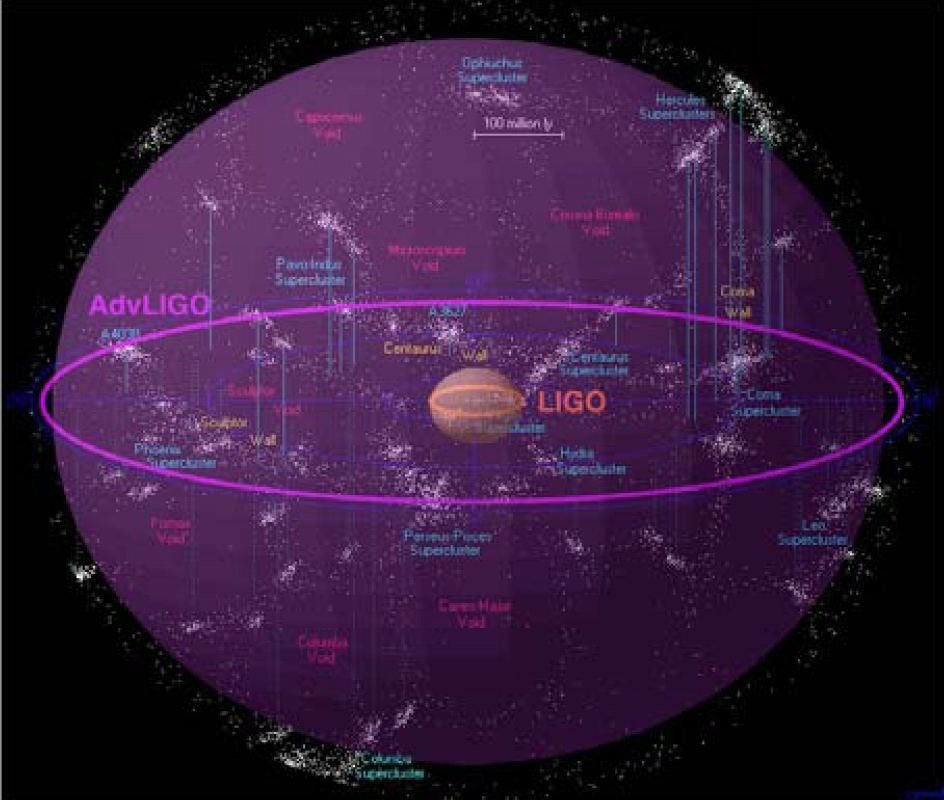 Ophiuchus
Supercluster
Hercules
Superclusters
Capricornus
Void
100 million ly
Corona Borealis
Void
Microscopium
Void
Pavo-Indus
Supercluster
Coma
Wall
AdvLIGO
A3627
A4038
Centaurus
Wall
Centaurus
Supercluster
Sculptor
Void
LIGO
Coma
Supercluster
Sculptor
Wall
Phoenix
Supercluster
Hydra
Supercluster
Fornax
Void
Perseus-Pisces
Supercluster
Leo
Supercluster
Canis Major
Void
Columba
Void
Columba
Supercluster